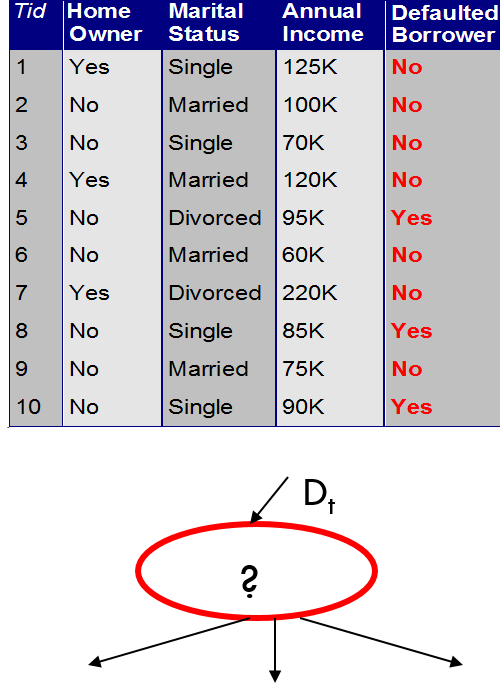 Tid Home Owner Marital Status Annual Income Defaulted Borrower
1 Yes Single 125K No
2 No Married 100K No
3 No Single 70K No
4 Yes Married 120K No
5 No Divorced 95K Yes
6 No Married 60K No
7 Yes Divorced 220K No
8 No Single 85K Yes
9 No Married 75K No
10 No Single 90K Yes
Dt
?